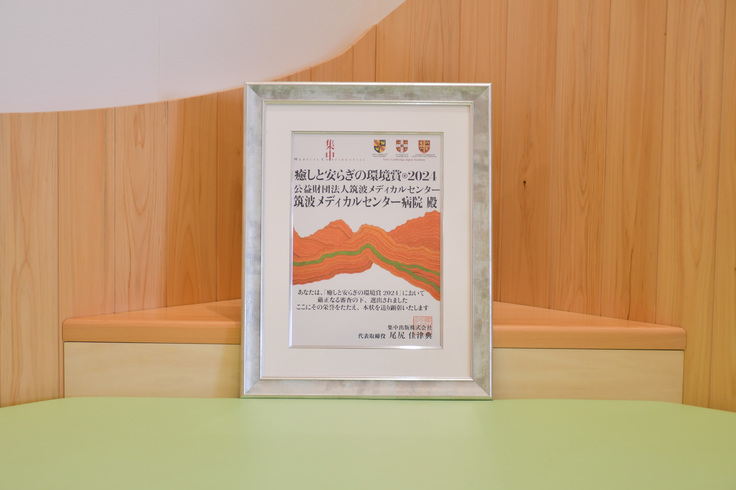 集中
MEDICAL CONFIDENTIAL
癒しと安らぎの環境賞®2024
公益財団法人筑波メディカルセンター
筑波メディカルセンター病院 殿
あなたは、「癒しと安らぎの環境賞 2024」において
厳正なる審査の下、選出されました
ここにその栄誉をたたえ、本状を送り顕彰いたします
集中出版株式会社
代表取締役 尾尻 佳津典